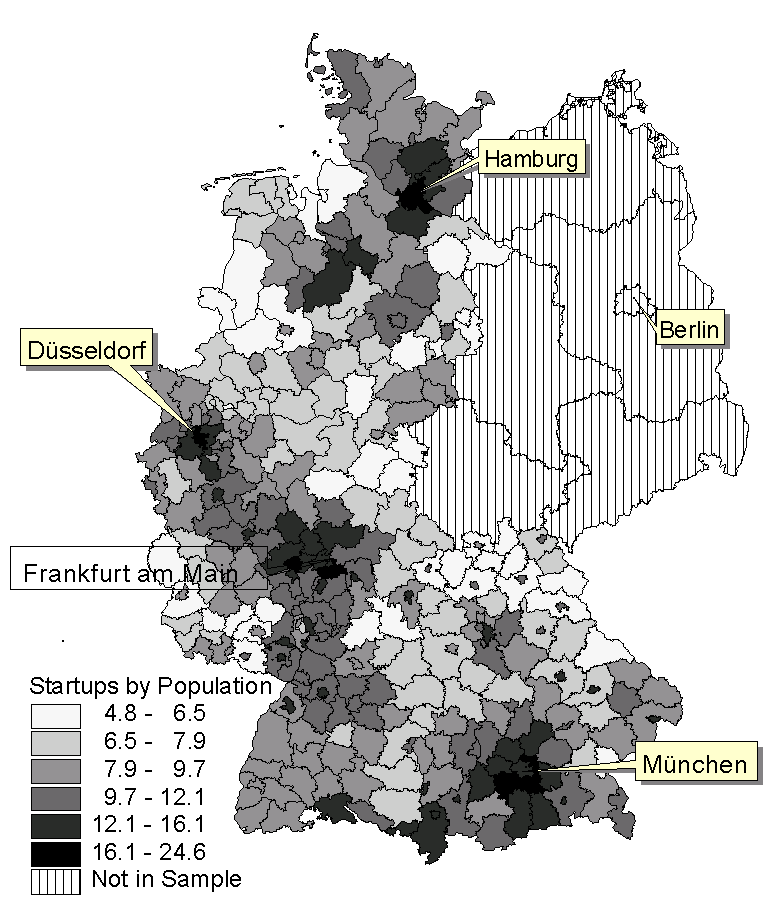 Hamburg
Berlin
Düsseldorf
Frankfurt am Main
Startups by Population
4.8 - 6.5
6.5 - 7.9
7.9 - 9.7
9.7 - 12.1
12.1 - 16.1
16.1 - 24.6
Not in Sample
München